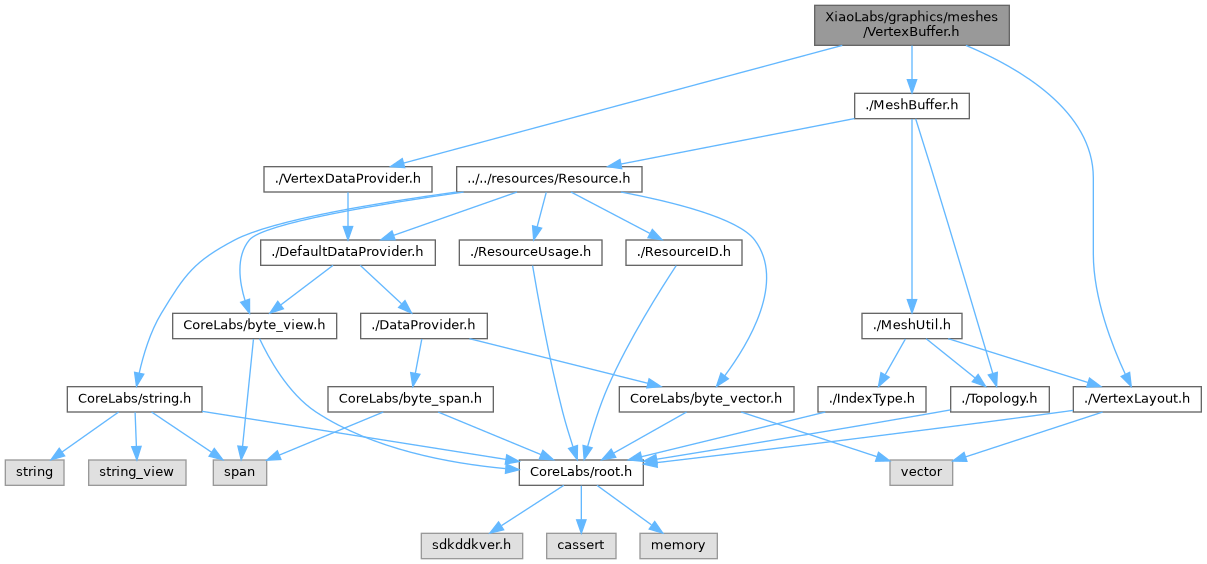 XiaoLabs/graphics/meshes
/VertexBuffer.h
./MeshBuffer.h
./VertexDataProvider.h
../../resources/Resource.h
./DefaultDataProvider.h
./ResourceUsage.h
./ResourceID.h
CoreLabs/byte_view.h
./DataProvider.h
./MeshUtil.h
CoreLabs/string.h
CoreLabs/byte_span.h
CoreLabs/byte_vector.h
./IndexType.h
./Topology.h
./VertexLayout.h
string
string_view
span
CoreLabs/root.h
vector
sdkddkver.h
cassert
memory